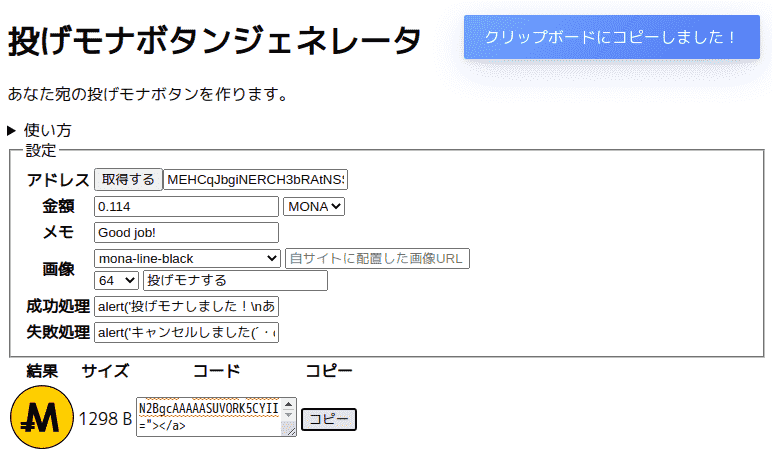 投げモナボタンジェネレータ
クリップボードにコピーしました！
あなた宛の投げモナボタンを作ります。
▶ 使い方
設定
アドレス 取得する MEHCqJbgiNERCH3bRAtNS
金額 0.114 MONA
メモ Good job!
画像 mona-line-black 自サイトに配置した画像URL
64 投げモナする
成功処理 alert('投げモナしました！\nあ
失敗処理 alert('キャンセルしました(´・
結果 サイズ コード コピー
N2BgcAAAAASUVORK5CYII
1298 B ="></a> コピー